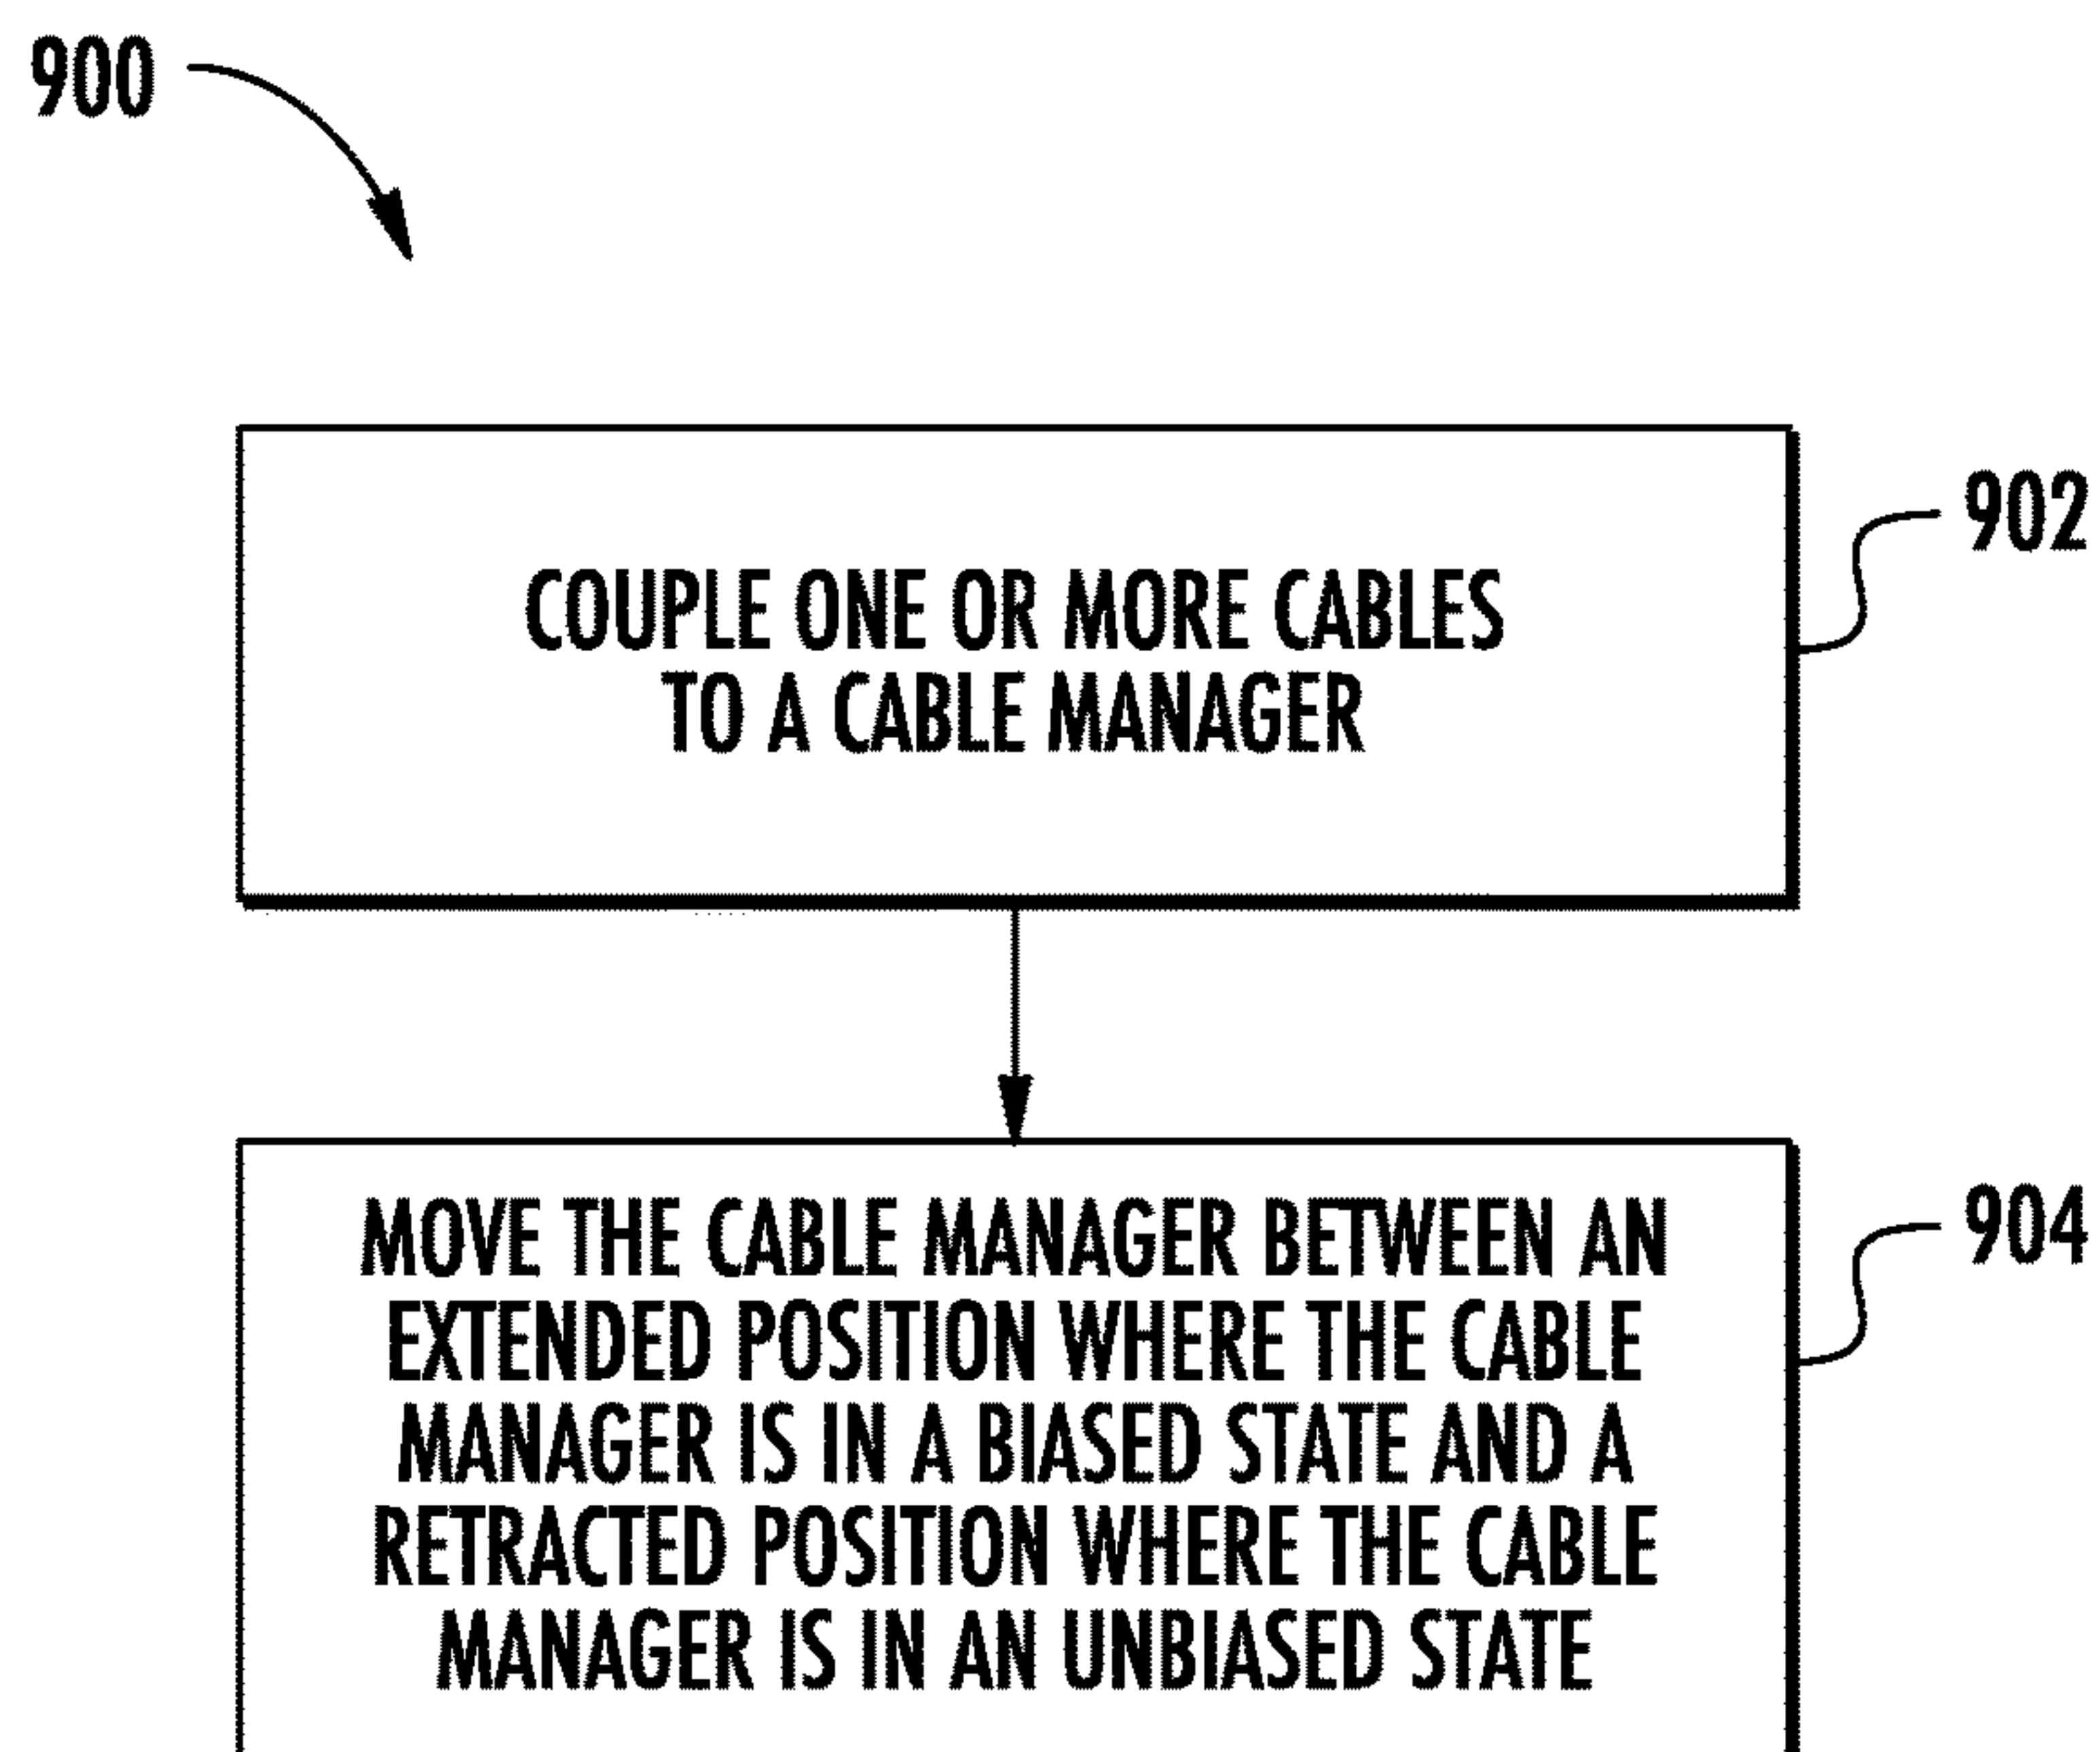 900
COUPLE ONE OR MORE CABLES
TO A CABLE MANAGER
902
MOVE THE CABLE MANAGER BETWEEN AN
EXTENDED POSITION WHERE THE CABLE
MANAGER IS IN A BIASED STATE AND A
RETRACTED POSITION WHERE THE CABLE
MANAGER IS IN AN UNBIASED STATE
904